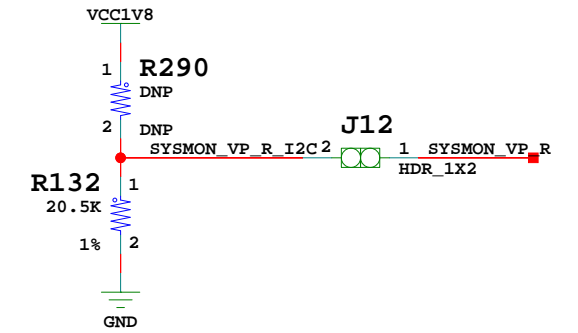 VCC1V8
1
R290
DNP
2
DNP
J12
SYSMON_VP_R_I2C
2
1
SYSMON_VP_R
HDR_1X2
R132
1
20.5K
1%
2
GND